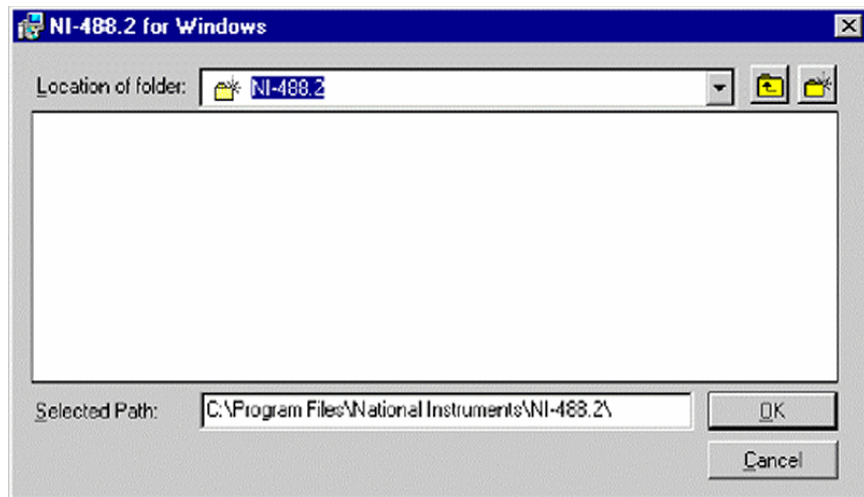 NI-488.2 for Windows
Location of folder: NI-488.2
Selected Path: C:\Program Files\National Instruments\NI-488.2\ OK
Cancel